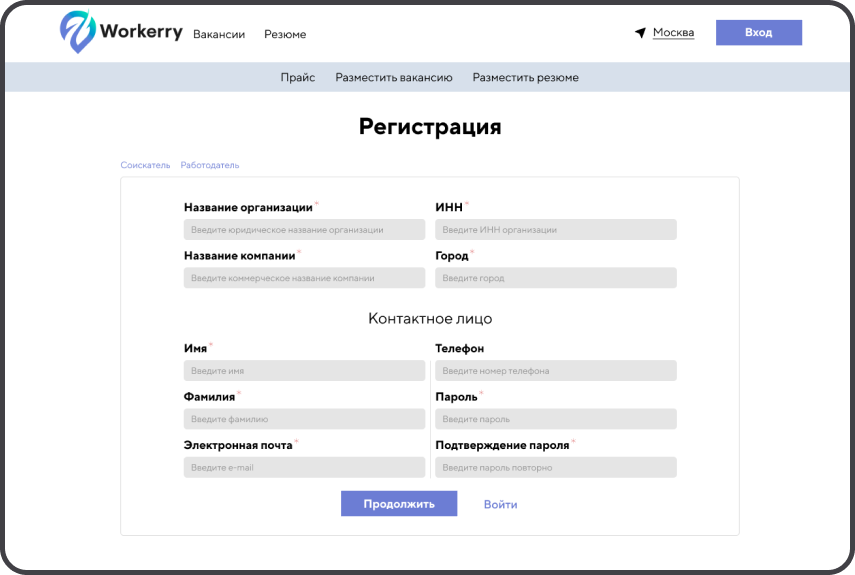 Workerry Вакансии Резюме Москва Вход
Прайс Разместить вакансию Разместить резюме
Регистрация
Соискатель Работодатель
Название организации * ИНН *
Введите юридическое название организации Введите ИНН организации
Название компании * Город *
Введите коммерческое название компании Введите город
Контактное лицо
Имя * Телефон
Введите имя Введите номер телефона
Фамилия * Пароль *
Введите фамилию Введите пароль
Электронная почта * Подтверждение пароля *
Введите e-mail Введите пароль повторно
Продолжить Войти